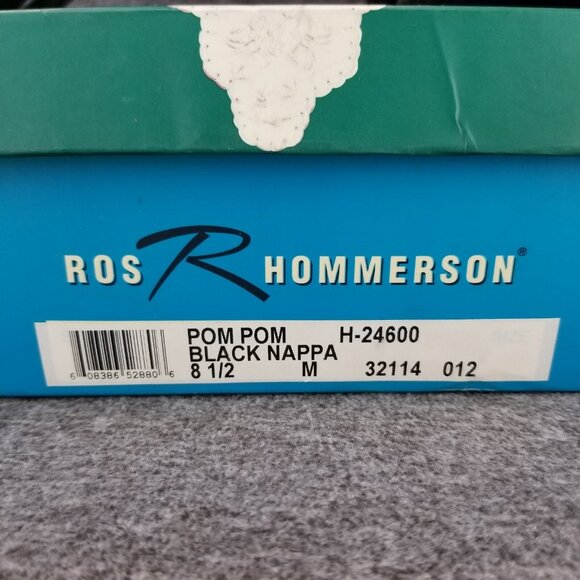 ROS R HOMMERSON®
POM POM H-24600
BLACK NAPPA
8 1/2 M 32114 012
6 08386 52880 6